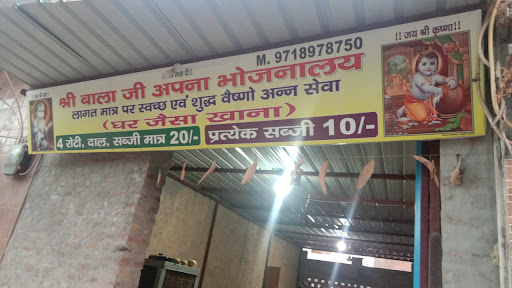 M. 9718978750
!! जय श्री कृष्णा !!
श्री बाला जी अपना भोजनालय
लागत मात्र पर स्वच्छ एवं शुद्ध वैष्णो अन्न सेवा
(घर जैसा खाना)
4 रोटी, दाल, सब्जी मात्र 20/-
प्रत्येक सब्जी 10/-